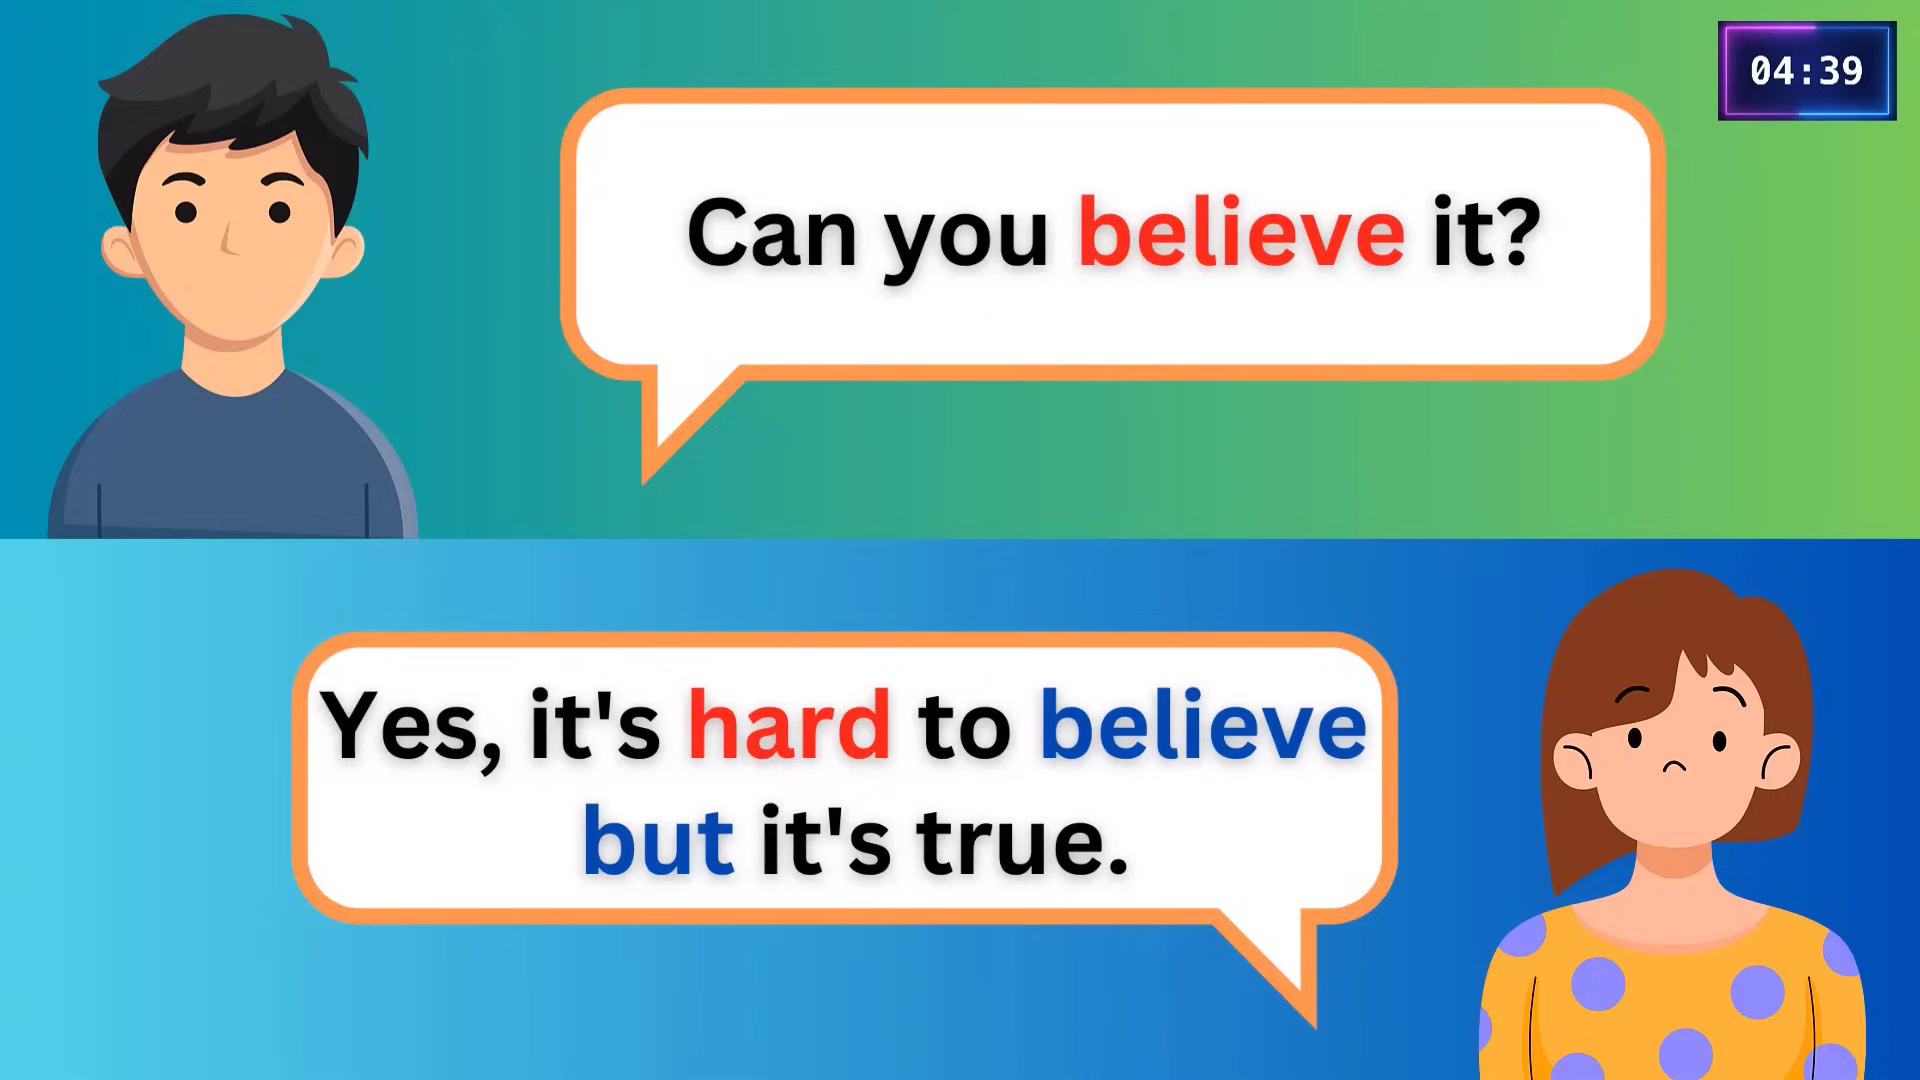 04:39
Can you believe it?
Yes, it's hard to believe
but it's true.